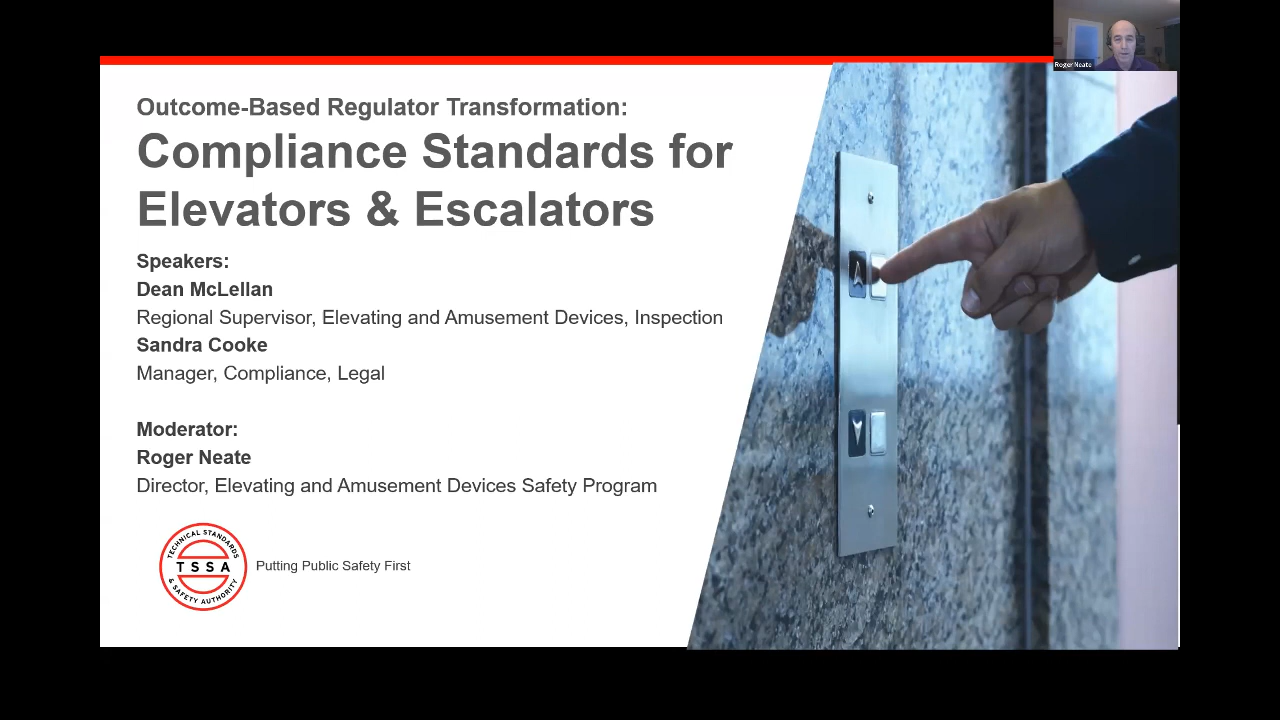 Roger Neate
Outcome-Based Regulator Transformation:
Compliance Standards for
Elevators & Escalators
Speakers:
Dean McLellan
Regional Supervisor, Elevating and Amusement Devices, Inspection
Sandra Cooke
Manager, Compliance, Legal
Moderator:
Roger Neate
Director, Elevating and Amusement Devices Safety Program
TECHNICAL STANDARDS
TSSA
& SAFETY AUTHORITY
Putting Public Safety First